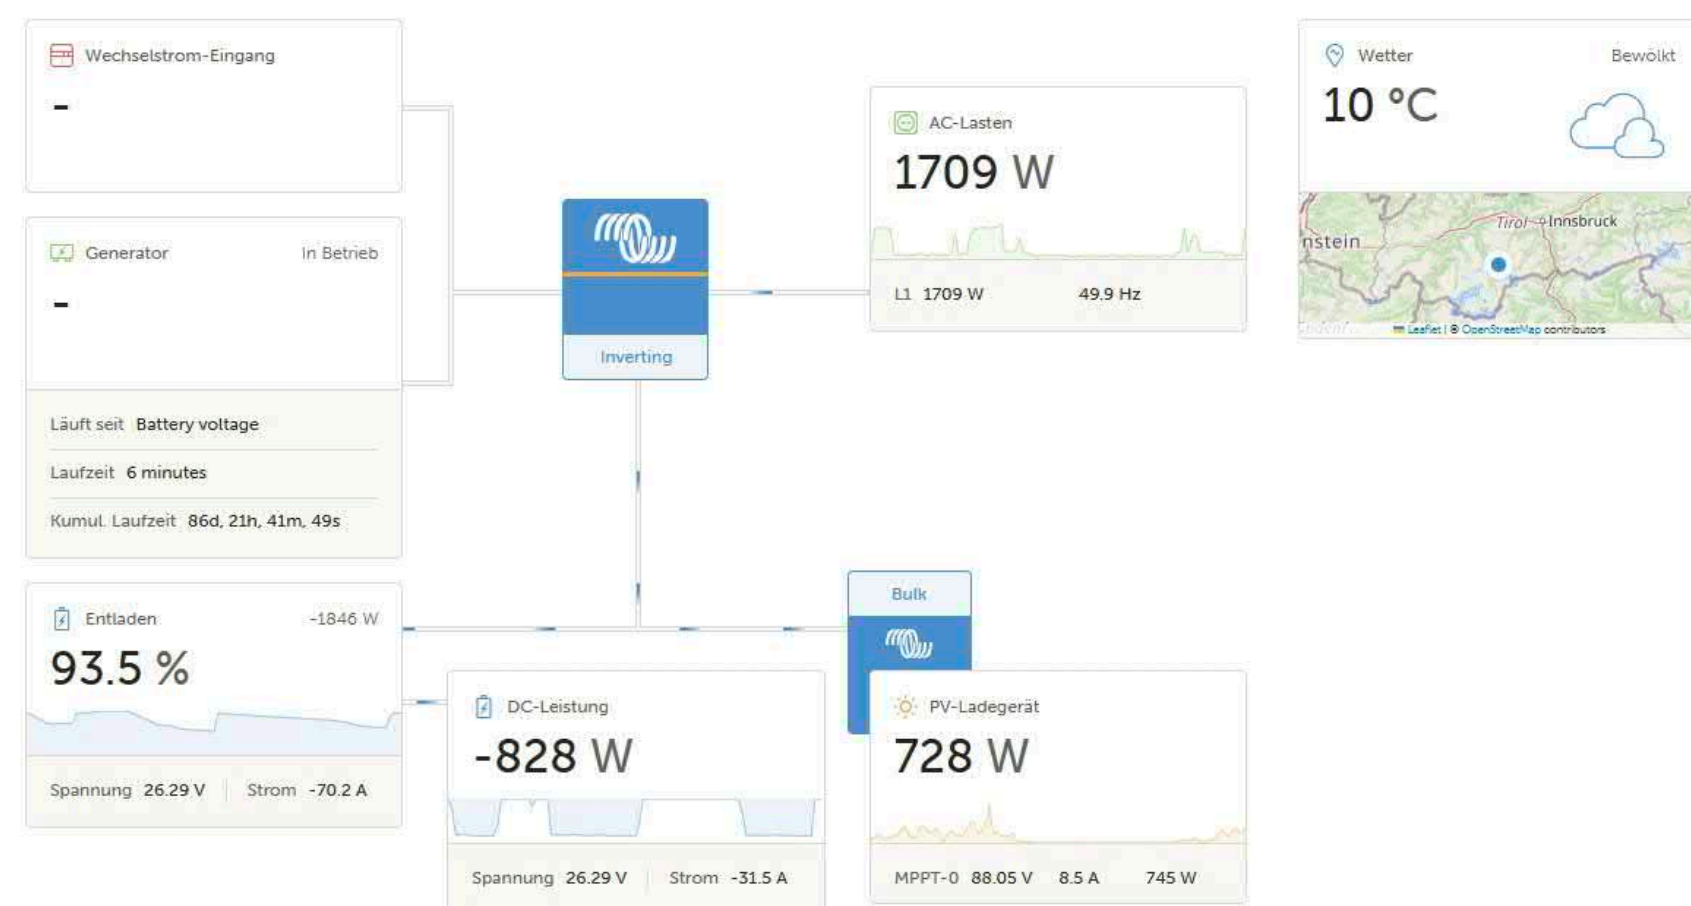 Wechselstrom-Eingang
-
Generator In Betrieb
-
Läuft seit Battery voltage
Laufzeit 6 minutes
Kumul. Laufzeit 86d, 21h, 41m, 49s
Entladen -1846 W
93.5 %
Spannung 26.29 V Strom -70.2 A
Inverting
AC-Lasten
1709 W
L1 1709 W 49.9 Hz
Bulk
DC-Leistung
-828 W
Spannung 26.29 V Strom -31.5 A
PV-Ladegerät
728 W
MPPT-0 88.05 V 8.5 A 745 W
Wetter Bewölkt
10 °C
Tirol Innsbruck
nstein
Leaflet | © OpenStreetMap contributors